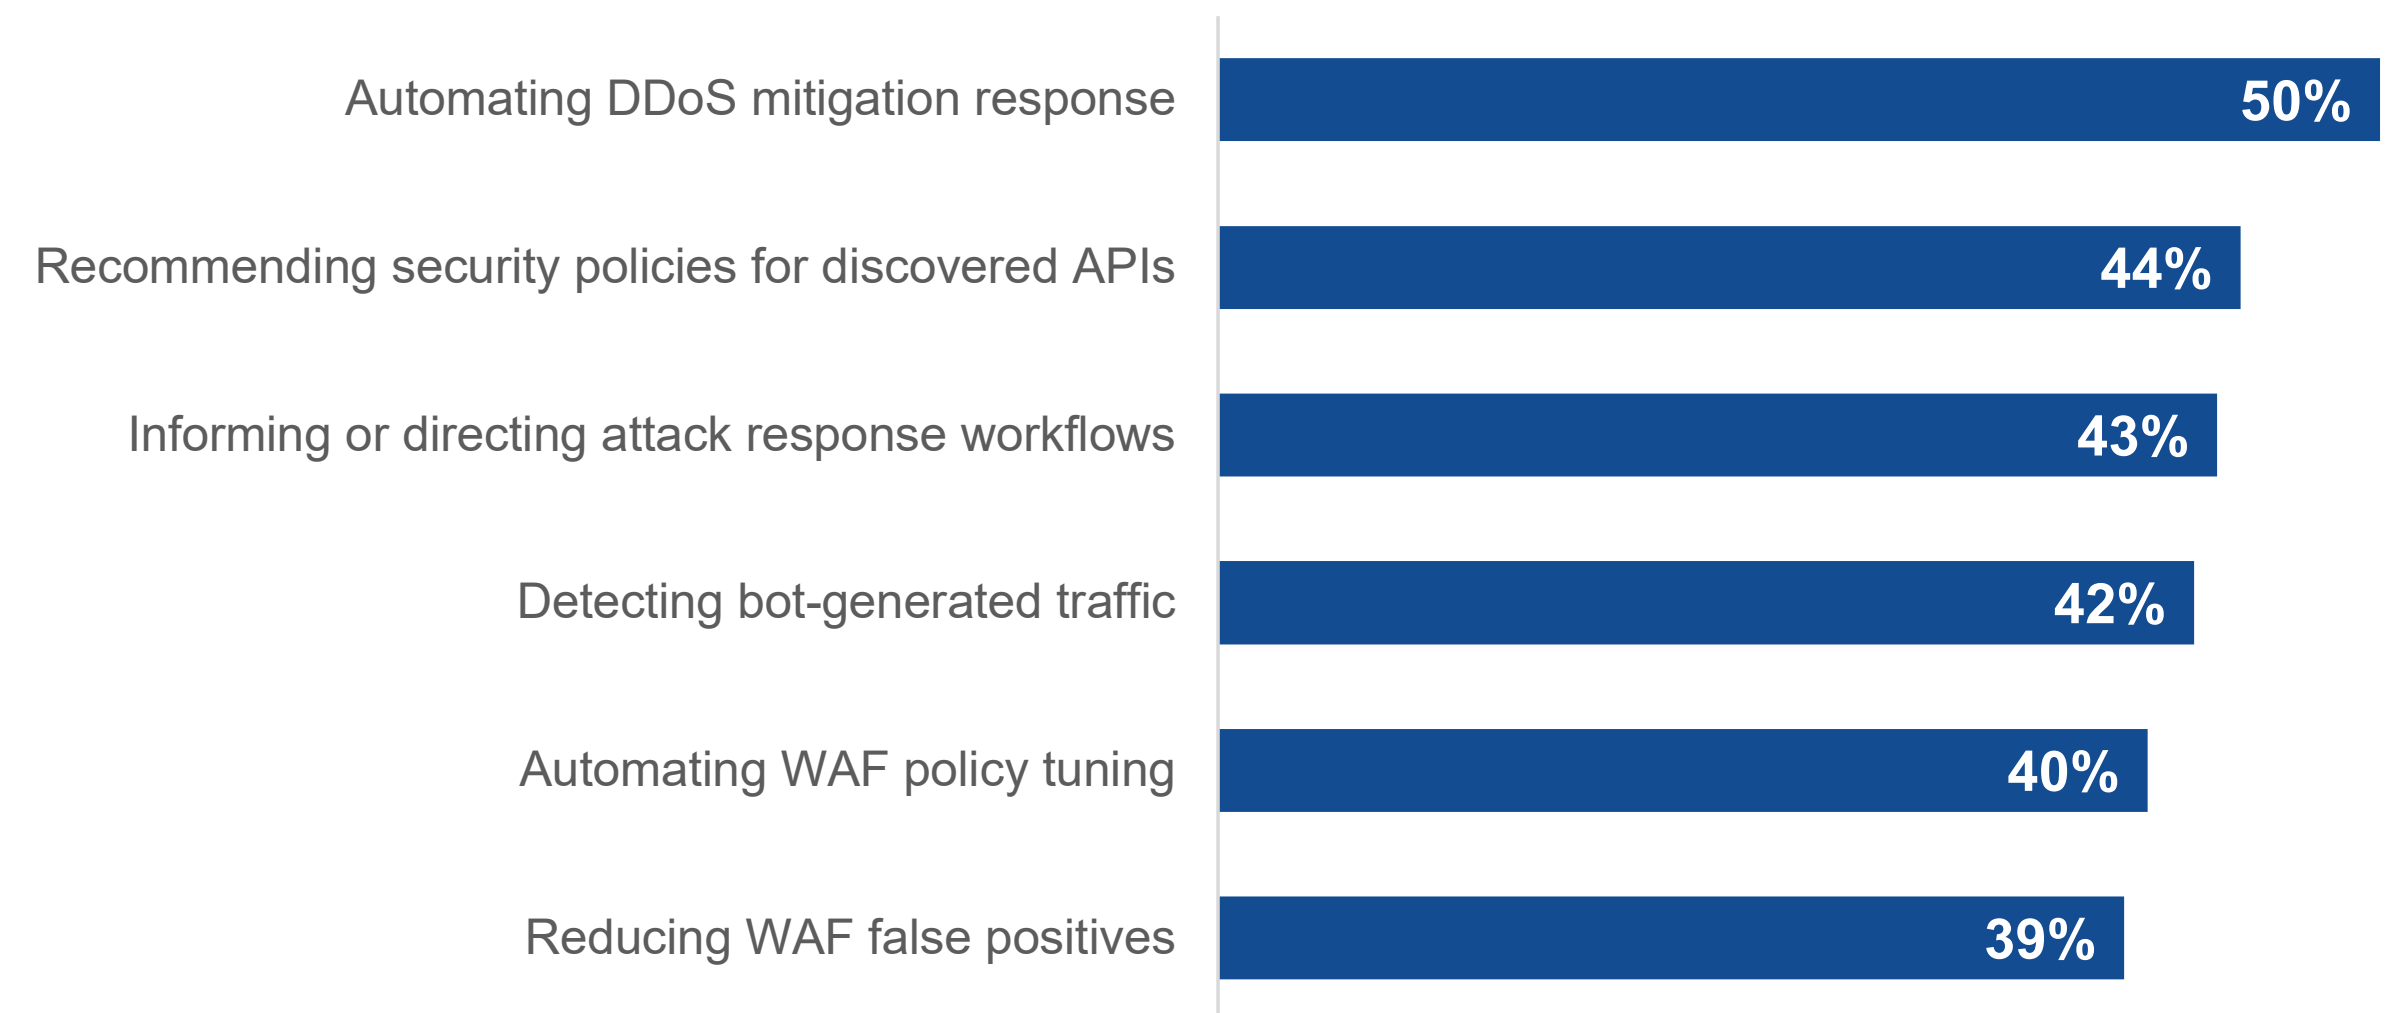 Automating DDoS mitigation response 50%
Recommending security policies for discovered APIs 44%
Informing or directing attack response workflows 43%
Detecting bot-generated traffic 42%
Automating WAF policy tuning 40%
Reducing WAF false positives 39%